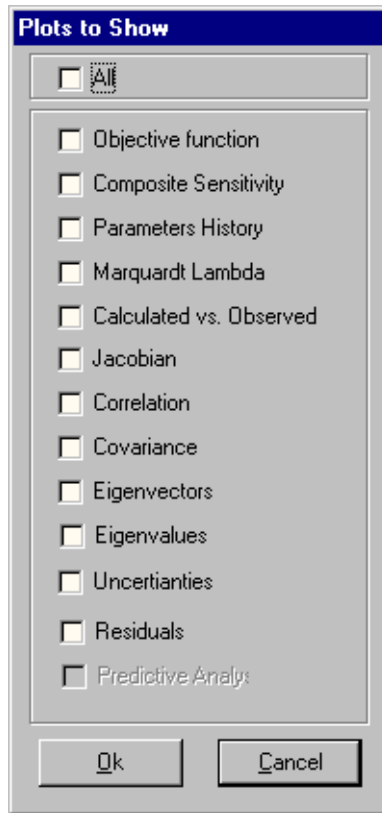 Plots to Show
All
Objective function
Composite Sensitivity
Parameters History
Marquardt Lambda
Calculated vs. Observed
Jacobian
Correlation
Covariance
Eigenvectors
Eigenvalues
Uncertianties
Residuals
Predictive Analys
Ok
Cancel